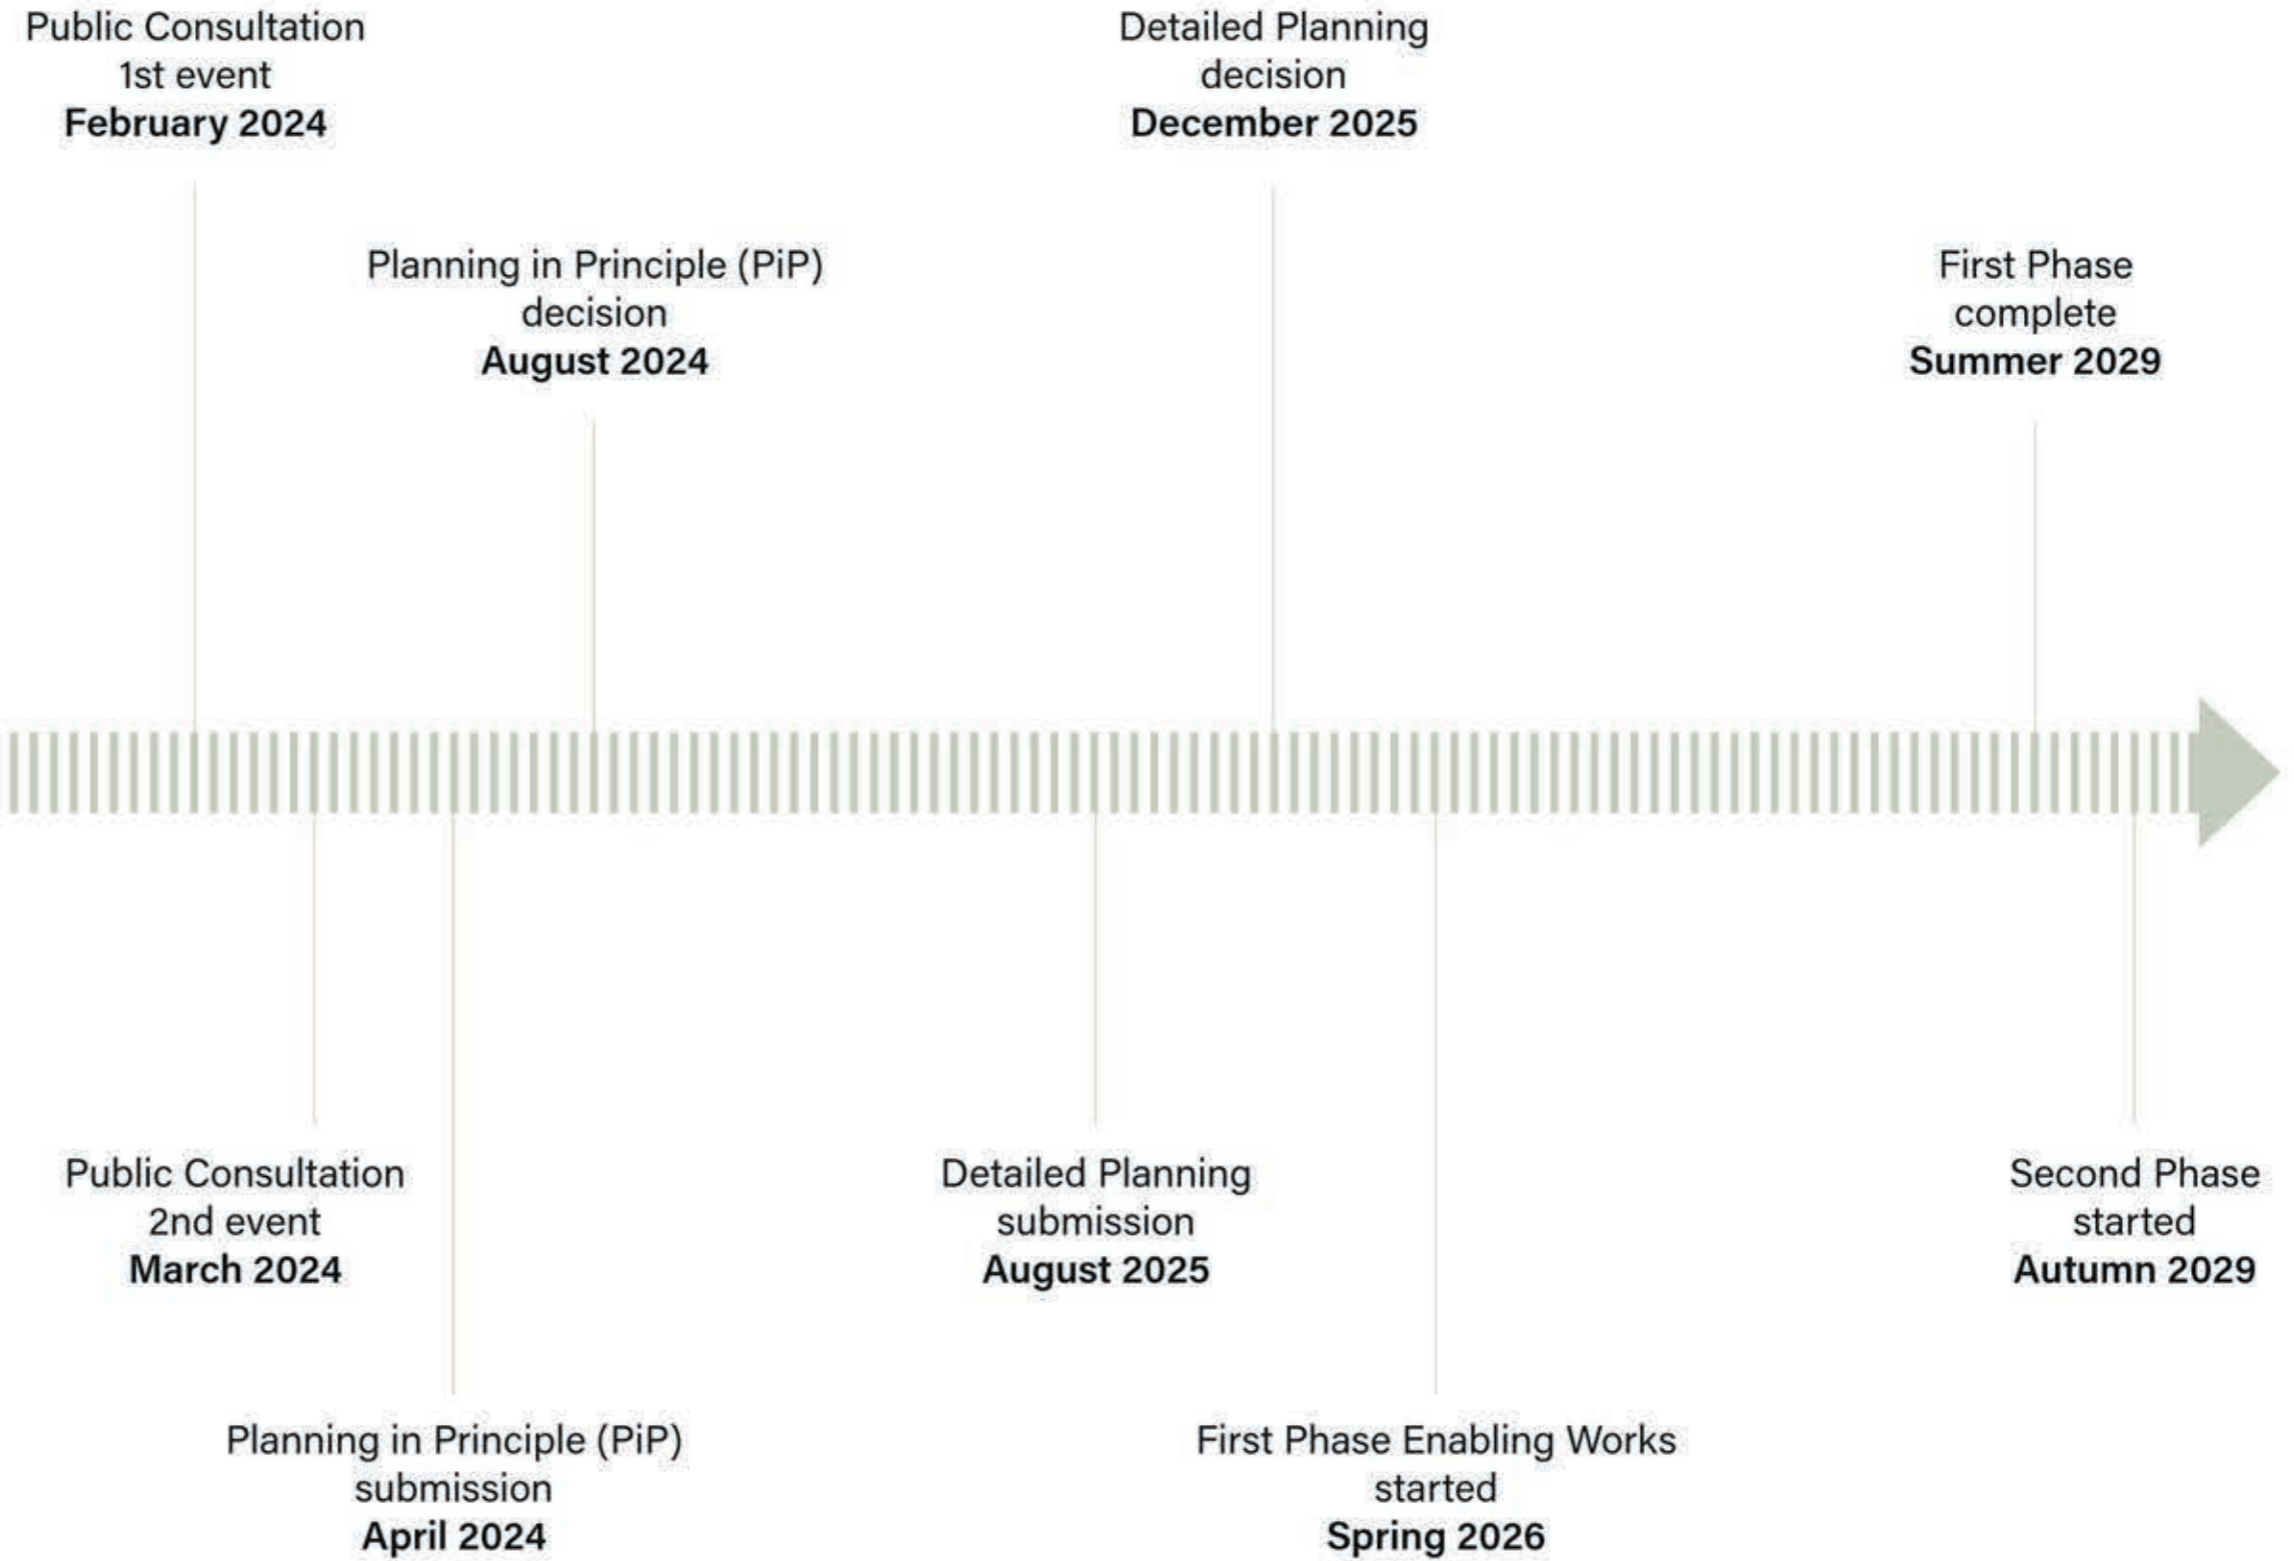 Public Consultation
1st event
February 2024
Detailed Planning
decision
December 2025
Planning in Principle (PiP)
decision
August 2024
First Phase
complete
Summer 2029
Public Consultation
2nd event
March 2024
Detailed Planning
submission
August 2025
Second Phase
started
Autumn 2029
Planning in Principle (PiP)
submission
April 2024
First Phase Enabling Works
started
Spring 2026